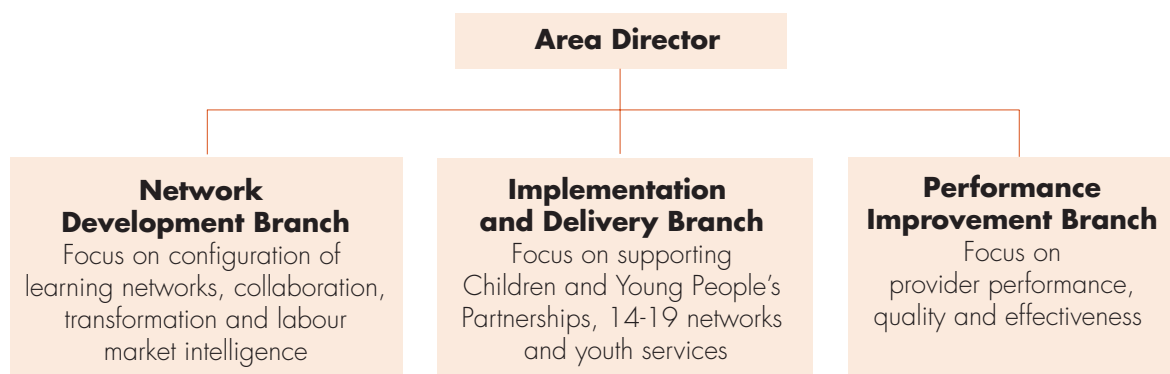 Area Director
Network
Development Branch
Focus on configuration of
learning networks, collaboration,
transformation and labour
market intelligence
Implementation
and Delivery Branch
Focus on supporting
Children and Young People’s
Partnerships, 14-19 networks
and youth services
Performance
Improvement Branch
Focus on
provider performance,
quality and effectiveness